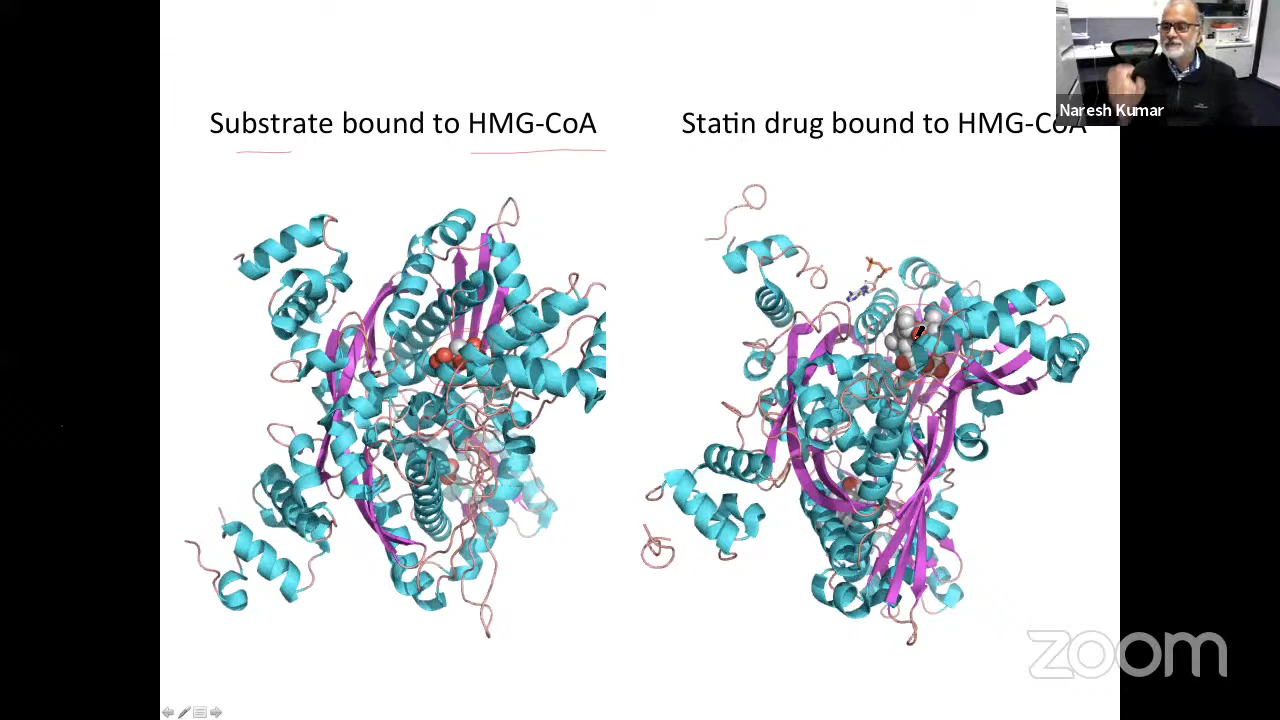 Substrate bound to HMG-CoA
Statin drug bound to HMG-CoA
Naresh Kumar
zoom